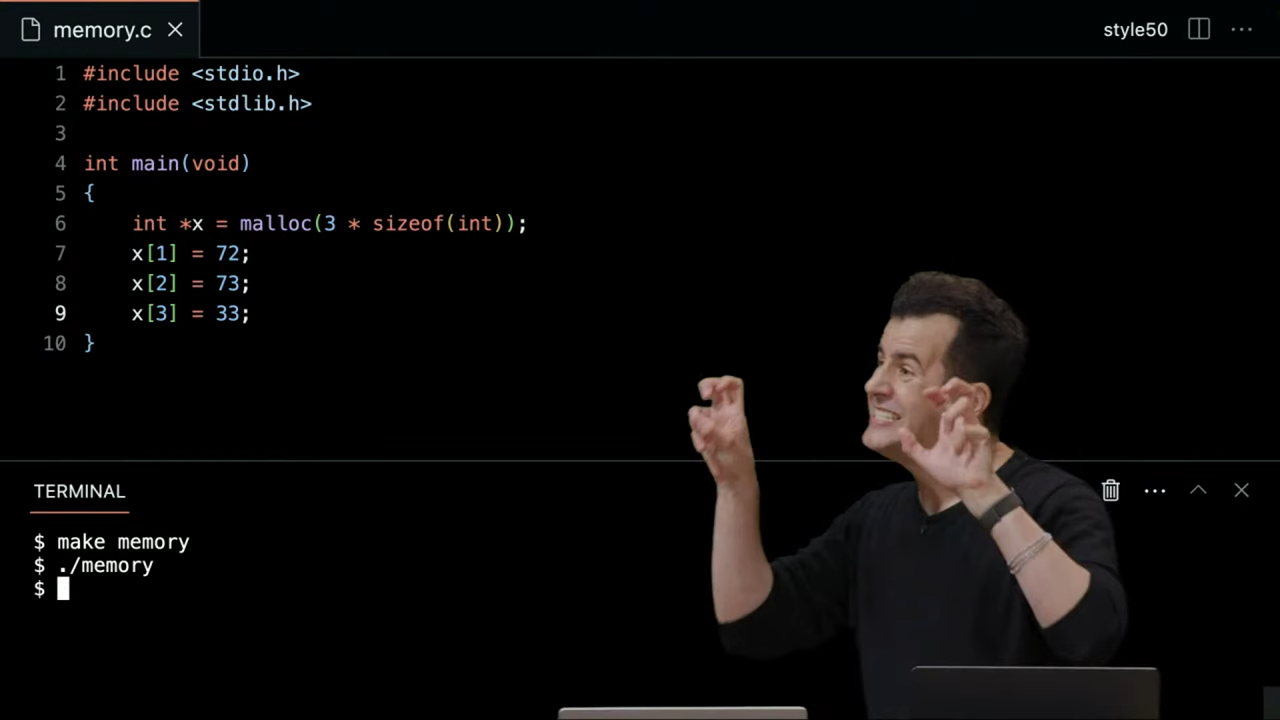 memory.c
style50
1 #include <stdio.h>
2 #include <stdlib.h>
3
4 int main(void)
5 {
6     int *x = malloc(3 * sizeof(int));
7     x[1] = 72;
8     x[2] = 73;
9     x[3] = 33;
10 }
TERMINAL
$ make memory
$ ./memory
$